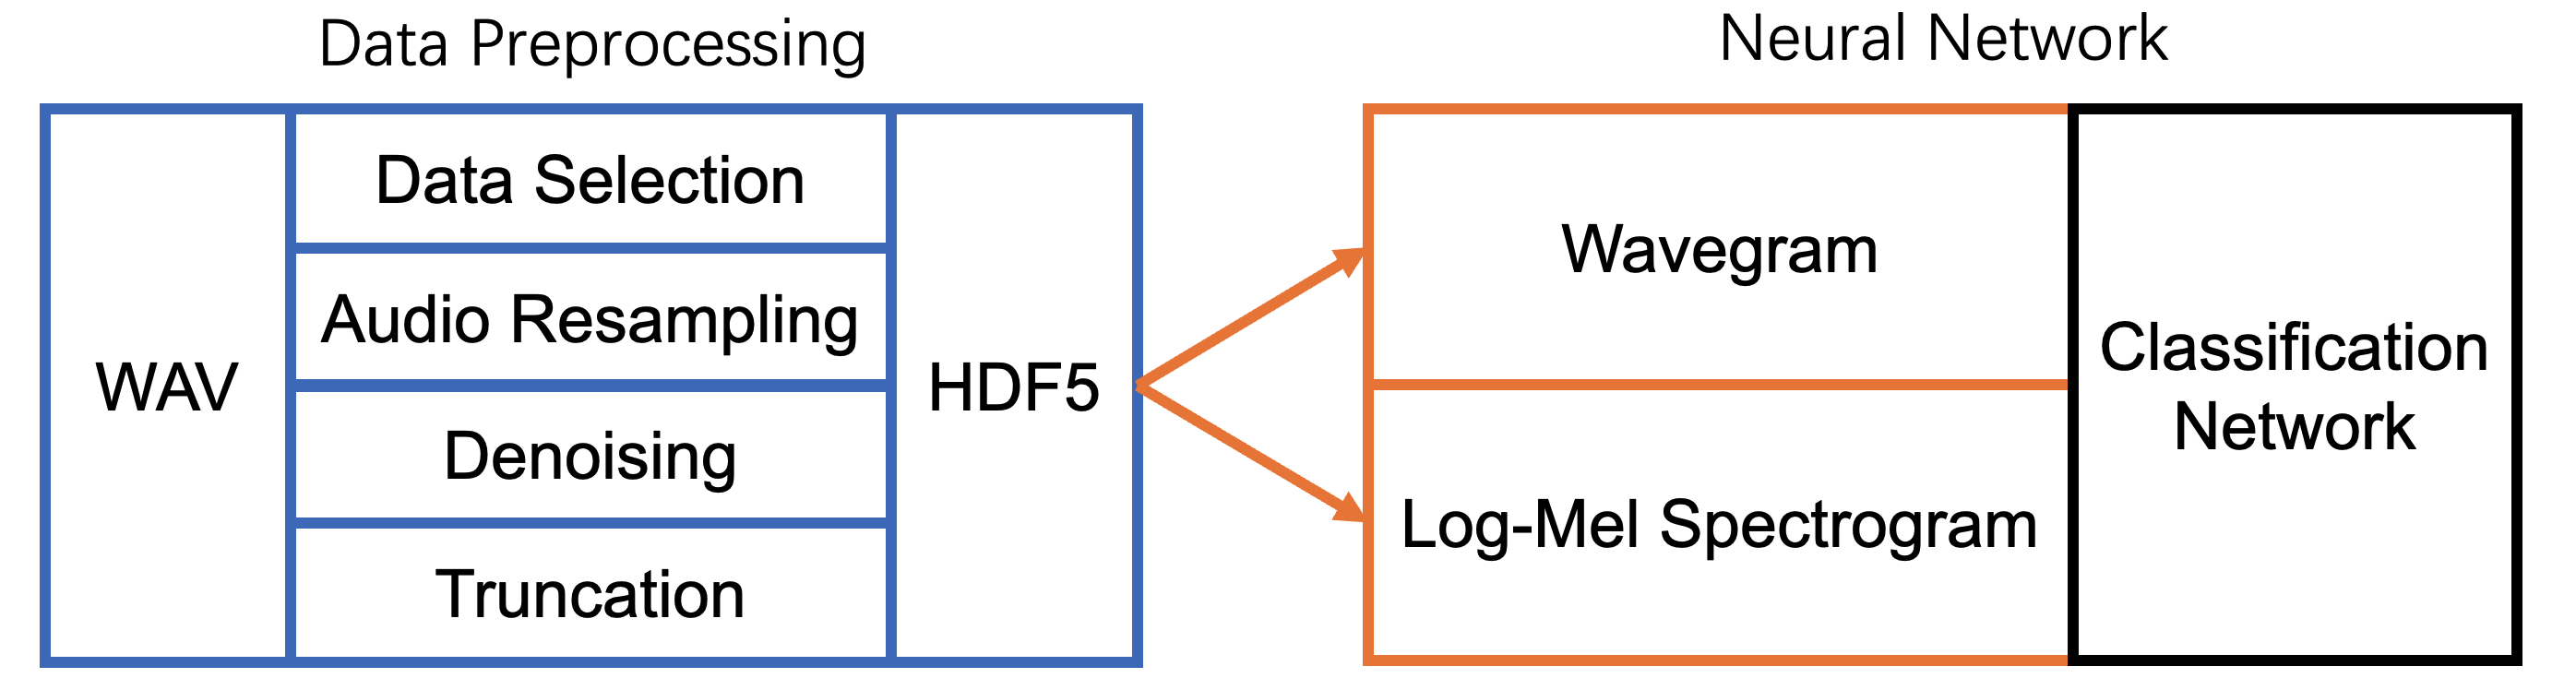 Data Preprocessing
WAV
Data Selection
Audio Resampling
Denoising
Truncation
HDF5
Neural Network
Wavegram
Log-Mel Spectrogram
Classification
Network